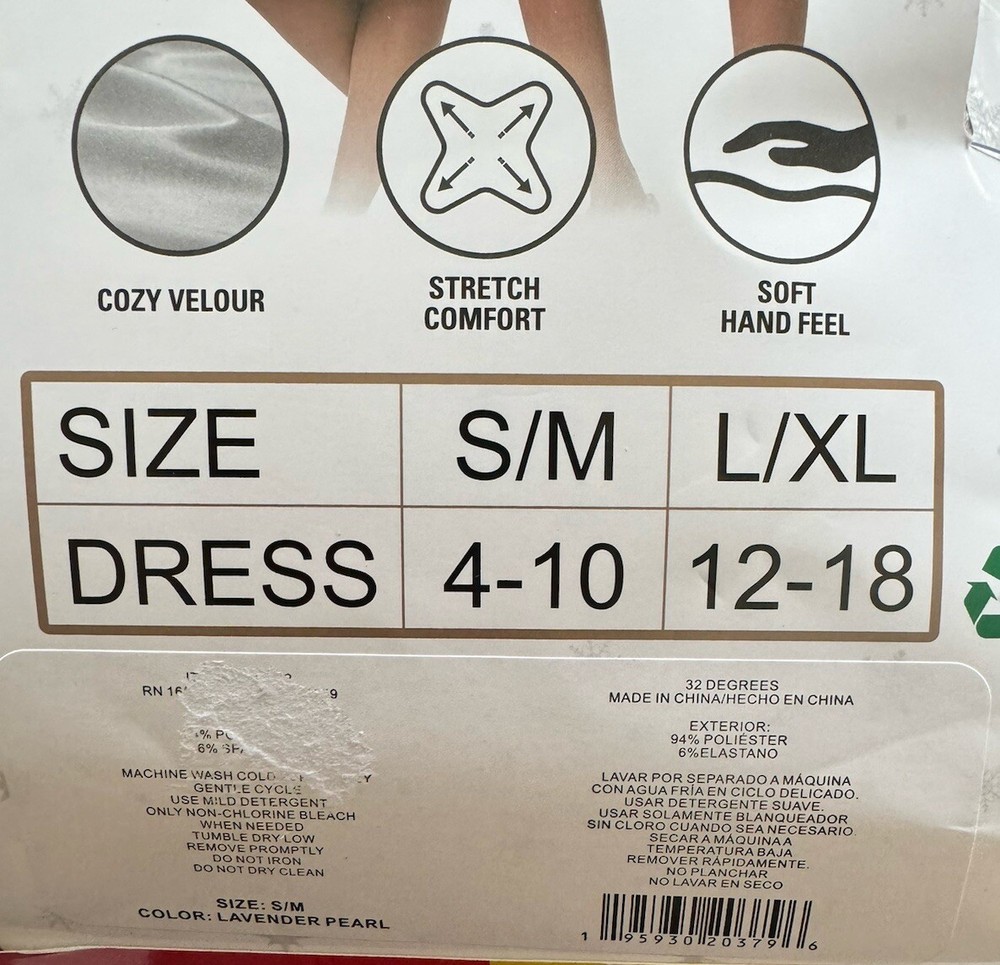 COZY VELOUR
STRETCH
COMFORT
SOFT
HAND FEEL
SIZE S/M L/XL
DRESS 4-10 12-18
RN
6%
MACHINE WASH COLD
GENTLE CYCLE
USE MILD DETERGENT
ONLY NON-CHLORINE BLEACH
WHEN NEEDED
TUMBLE DRY LOW
REMOVE PROMPTLY
DO NOT IRON
DO NOT DRY CLEAN
SIZE: S/M
COLOR: LAVENDER PEARL
32 DEGREES
MADE IN CHINA/HECHO EN CHINA
EXTERIOR:
94% POLIÉSTER
6%ELASTANO
LAVAR POR SEPARADO A MÁQUINA
CON AGUA FRÍA EN CICLO DELICADO.
USAR DETERGENTE SUAVE.
USAR SOLAMENTE BLANQUEADOR
SIN CLORO CUANDO SEA NECESARIO.
SECAR A MÁQUINA A
TEMPERATURA BAJA
REMOVER RÁPIDAMENTE.
NO PLANCHAR
NO LAVAR EN SECO
1 95930 20379 6